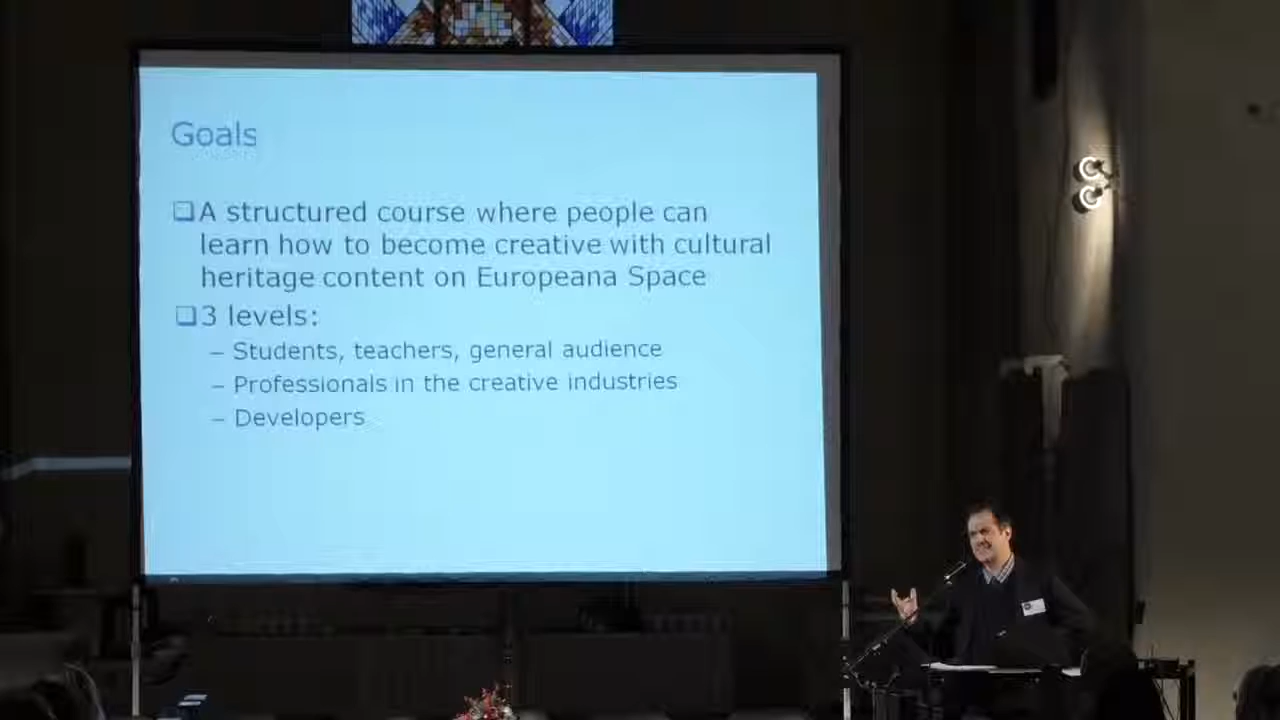 Goals
❑A structured course where people can
learn how to become creative with cultural
heritage content on Europeana Space
❑3 levels:
– Students, teachers, general audience
– Professionals in the creative industries
– Developers